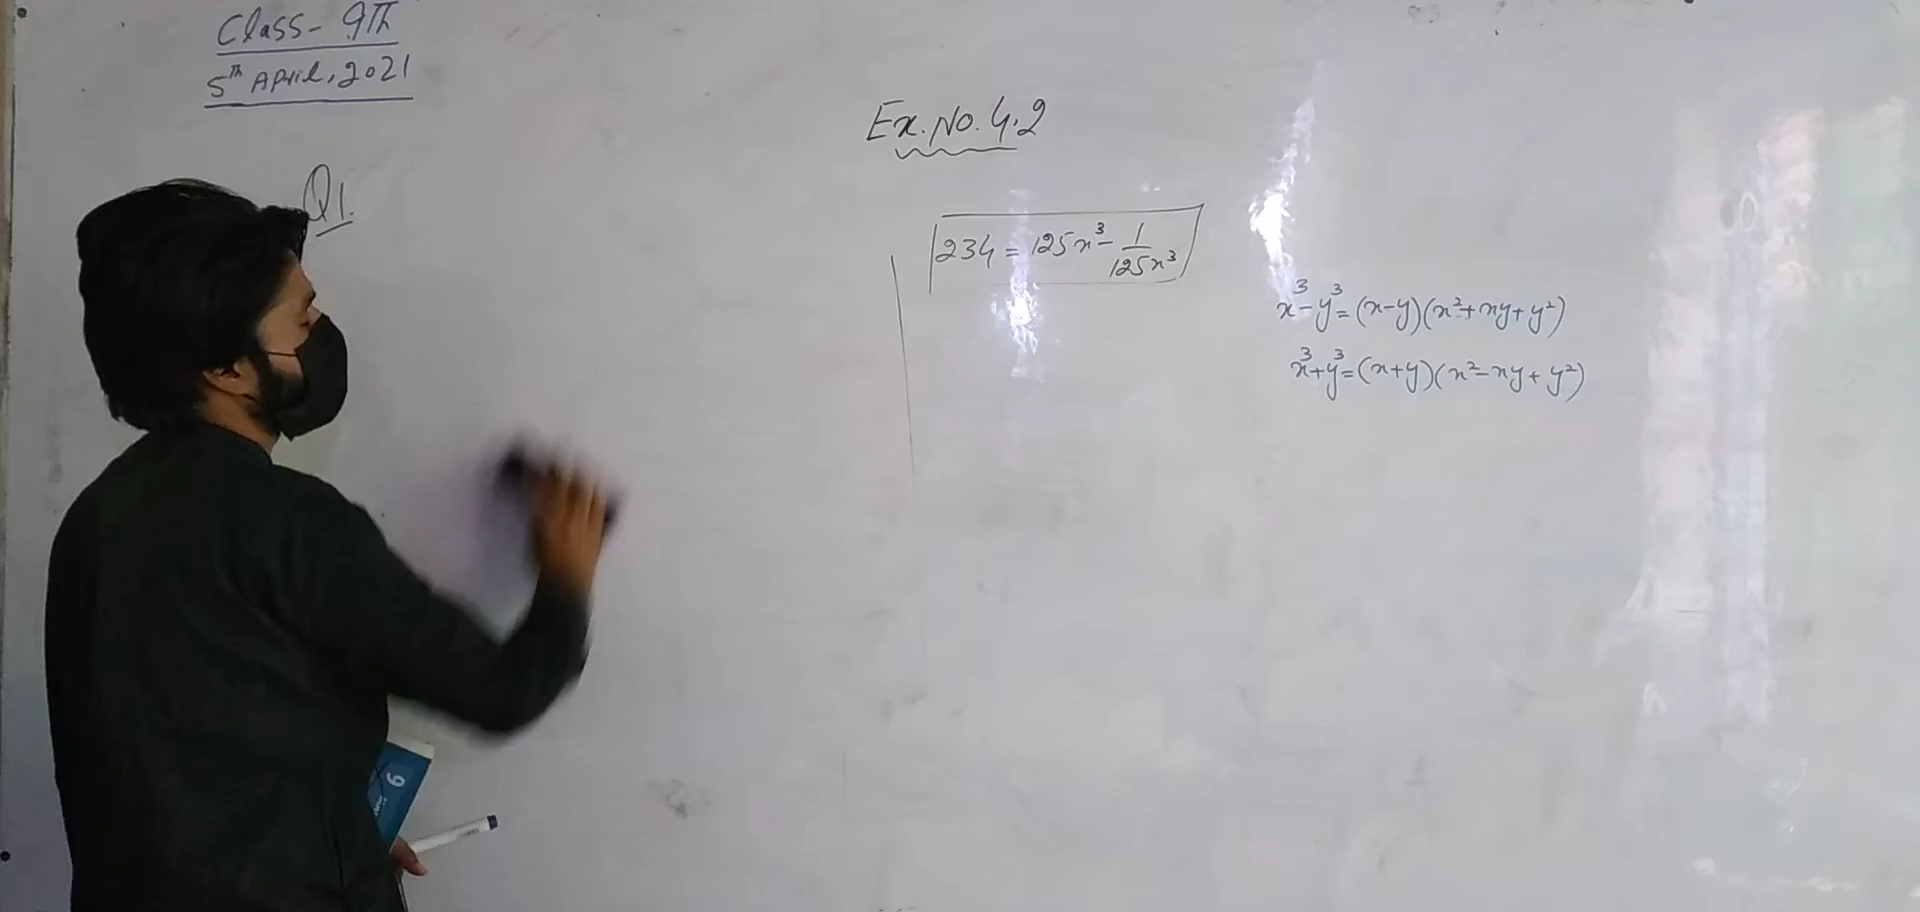 Class- 9Th
5Th April, 2021
Ex. No. 4.2
Q1.
234 = 125x³ - 1/125x³
x³ - y³ = (x-y)(x²+xy+y²)
x³+y³ = (x+y)(x²-xy+y²)
9